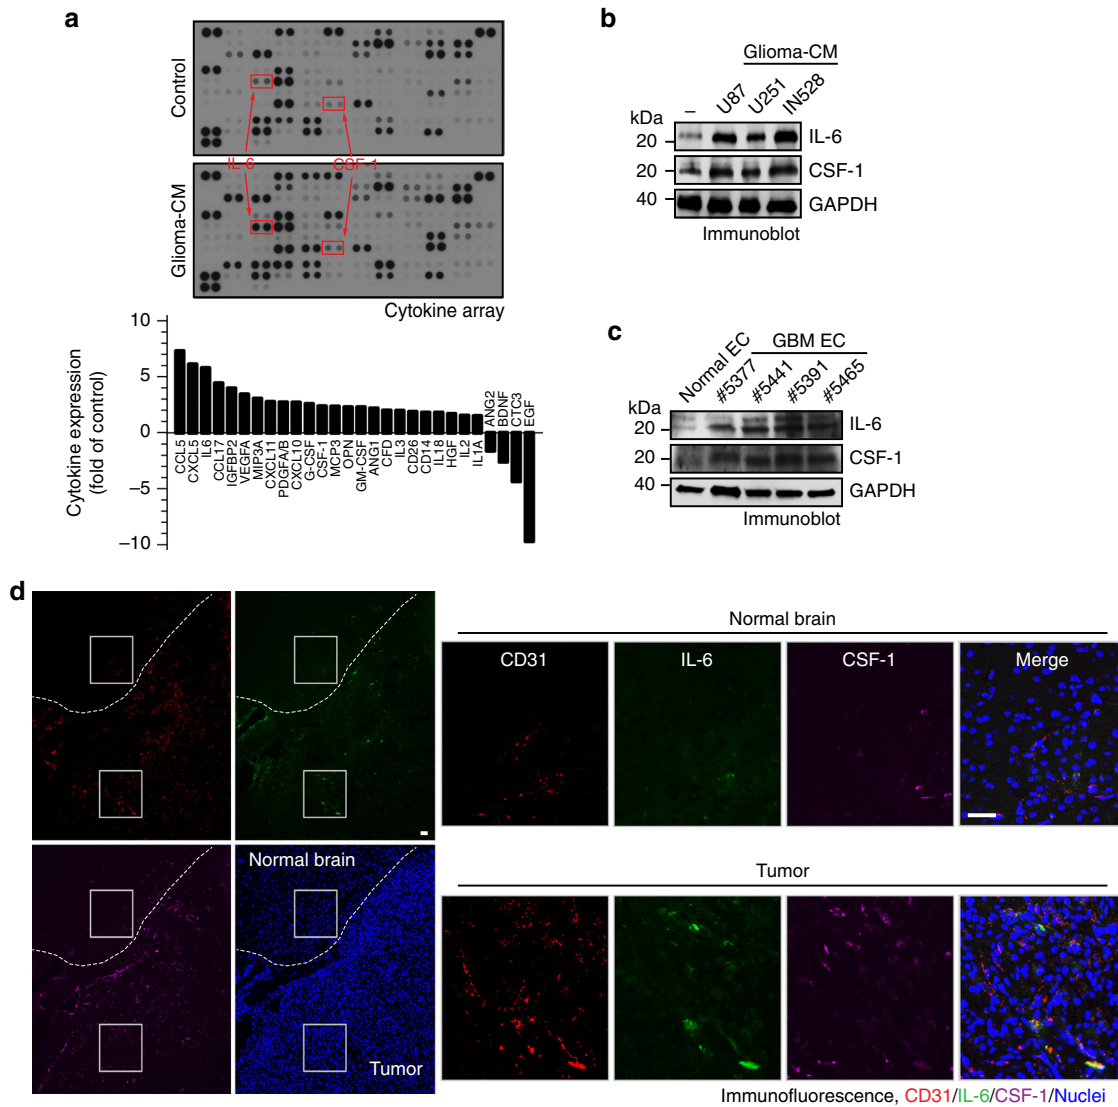 a
Control
IL-6
CSF-1
Glioma-CM
Cytokine array
Cytokine expression
(fold of control)
10
5
0
−5
−10
CCL5
CXCL5
IL6
CCL17
IGFBP2
VEGFA
MIP3A
CXCL11
PDGFA/B
CXCL10
G-CSF
CSF-1
MCP3
OPN
GM-CSF
ANG1
CFD
IL3
CD26
CD14
IL18
HGF
IL2
IL1A
ANG2
BDNF
CTC3
EGF
b
Glioma-CM
– U87 U251 IN528
kDa
20 IL-6
20 CSF-1
40 GAPDH
Immunoblot
c
Normal EC
GBM EC
#5377 #5441 #5391 #5465
kDa
20 IL-6
20 CSF-1
40 GAPDH
Immunoblot
d
Normal brain
Tumor
Normal brain
CD31 IL-6 CSF-1 Merge
Tumor
Immunofluorescence, CD31/IL-6/CSF-1/Nuclei